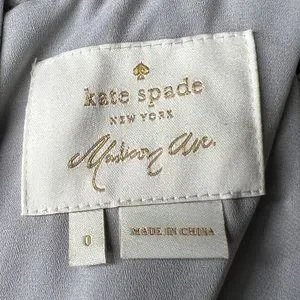 kate spade
NEW YORK
Madison Ave.
0
MADE IN CHINA